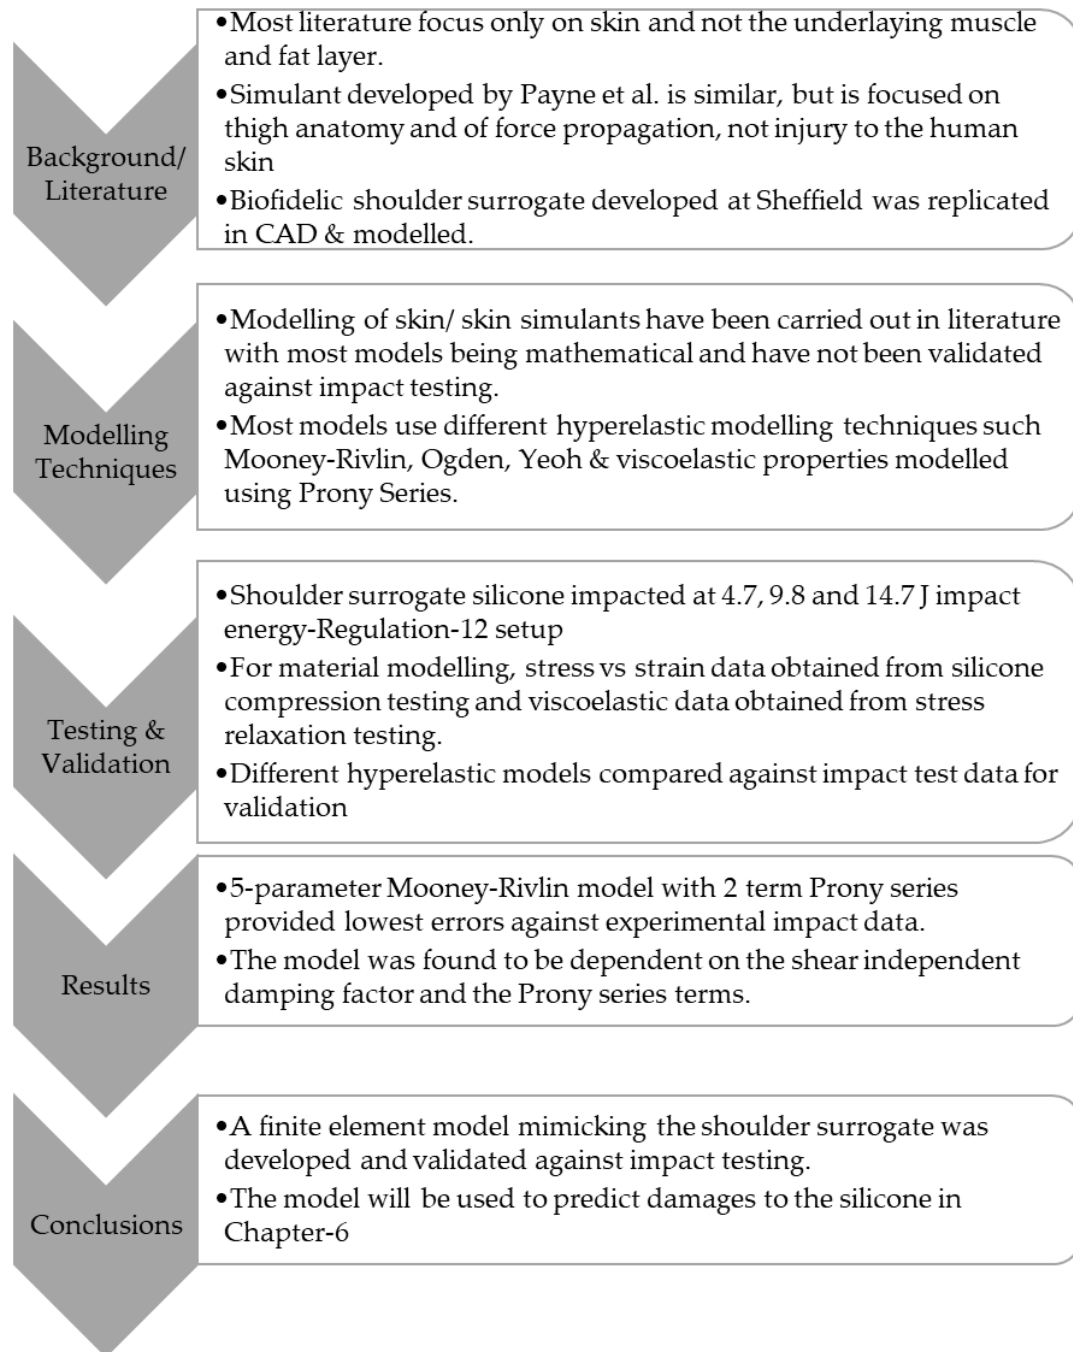 •Most literature focus only on skin and not the underlaying muscle
and fat layer.
•Simulant developed by Payne et al. is similar, but is focused on
thigh anatomy and of force propagation, not injury to the human
skin
•Biofidelic shoulder surrogate developed at Sheffield was replicated
in CAD & modelled.
Background/
Literature
•Modelling of skin/ skin simulants have been carried out in literature
with most models being mathematical and have not been validated
against impact testing.
•Most models use different hyperelastic modelling techniques such
Mooney-Rivlin, Ogden, Yeoh & viscoelastic properties modelled
using Prony Series.
Modelling
Techniques
•Shoulder surrogate silicone impacted at 4.7, 9.8 and 14.7 J impact
energy-Regulation-12 setup
•For material modelling, stress vs strain data obtained from silicone
compression testing and viscoelastic data obtained from stress
relaxation testing.
•Different hyperelastic models compared against impact test data for
validation
Testing &
Validation
•5-parameter Mooney-Rivlin model with 2 term Prony series
provided lowest errors against experimental impact data.
•The model was found to be dependent on the shear independent
damping factor and the Prony series terms.
Results
•A finite element model mimicking the shoulder surrogate was
developed and validated against impact testing.
•The model will be used to predict damages to the silicone in
Chapter-6
Conclusions